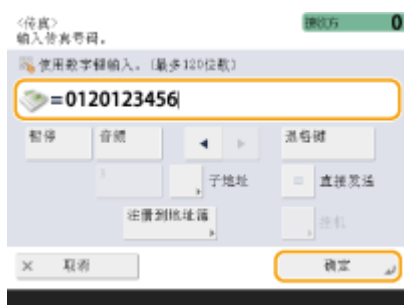 <传真>
接收方 0
输入传真号码。
使用数字键输入。(最多120位数)
=0120123456
暂停 音频 退格键
子地址 直接发送
注册到地址簿 挂机
× 取消 确定